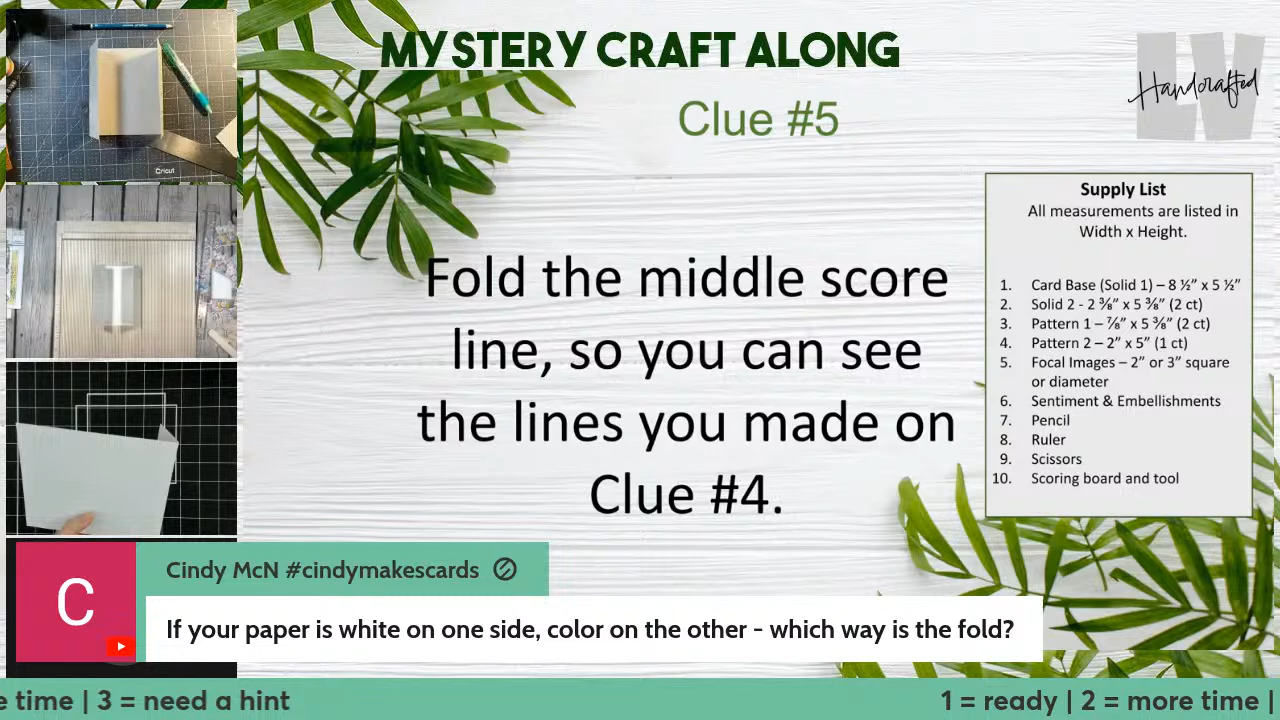 MYSTERY CRAFT ALONG
Clue #5
Handcrafted
Cricut
Fold the middle score
line, so you can see
the lines you made on
Clue #4.
Supply List
All measurements are listed in
Width x Height.
1. Card Base (Solid 1) – 8 ½” x 5 ½”
2. Solid 2 - 2 ⅜” x 5 ⅜” (2 ct)
3. Pattern 1 – ⅞” x 5 ⅜” (2 ct)
4. Pattern 2 – 2” x 5” (1 ct)
5. Focal Images – 2” or 3” square
or diameter
6. Sentiment & Embellishments
7. Pencil
8. Ruler
9. Scissors
10. Scoring board and tool
C
Cindy McN #cindymakescards
If your paper is white on one side, color on the other - which way is the fold?
e time | 3 = need a hint
1 = ready | 2 = more time |